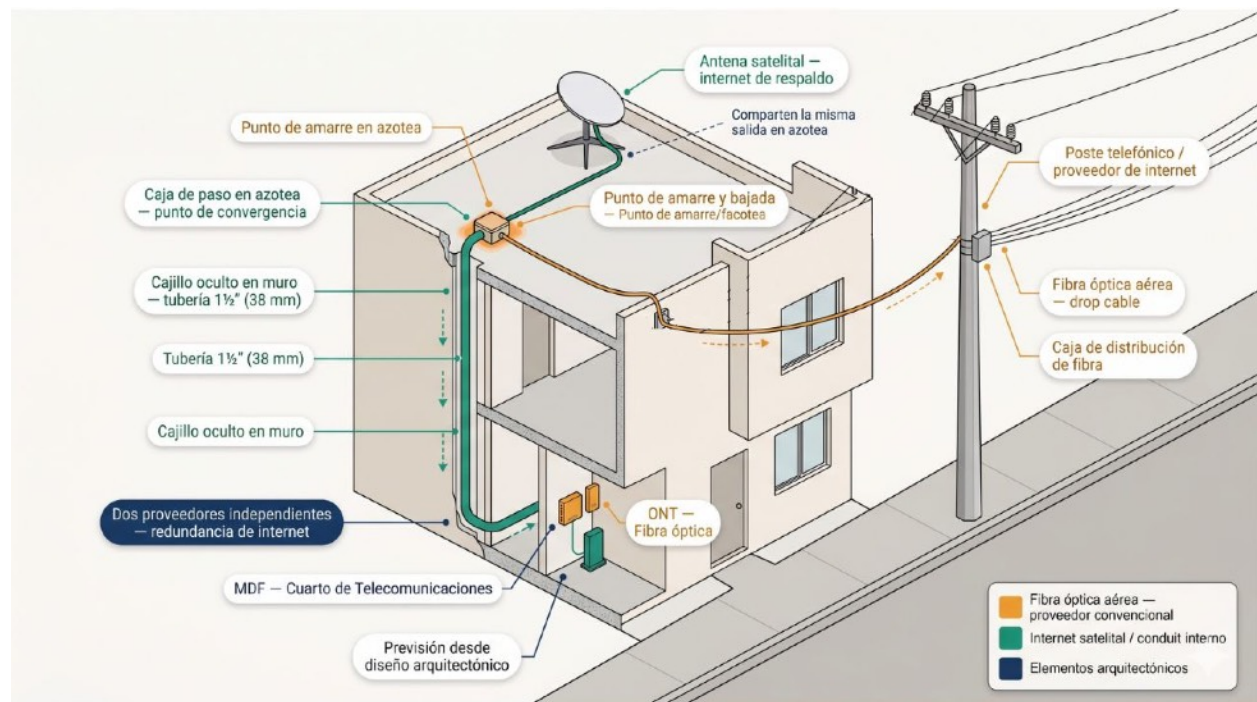 Antena satelital —
internet de respaldo
Punto de amarre en azotea
Comparten la misma
salida en azotea
Poste telefónico /
proveedor de internet
Caja de paso en azotea
— punto de convergencia
Punto de amarre y bajada
— Punto de amarre/facotea
Cajillo oculto en muro
— tubería 1½" (38 mm)
Fibra óptica aérea
— drop cable
Tubería 1½" (38 mm)
Caja de distribución
de fibra
Cajillo oculto en muro
Dos proveedores independientes
— redundancia de internet
ONT —
Fibra óptica
MDF — Cuarto de Telecomunicaciones
Previsión desde
diseño arquitectónico
Fibra óptica aérea —
proveedor convencional
Internet satelital / conduit interno
Elementos arquitectónicos